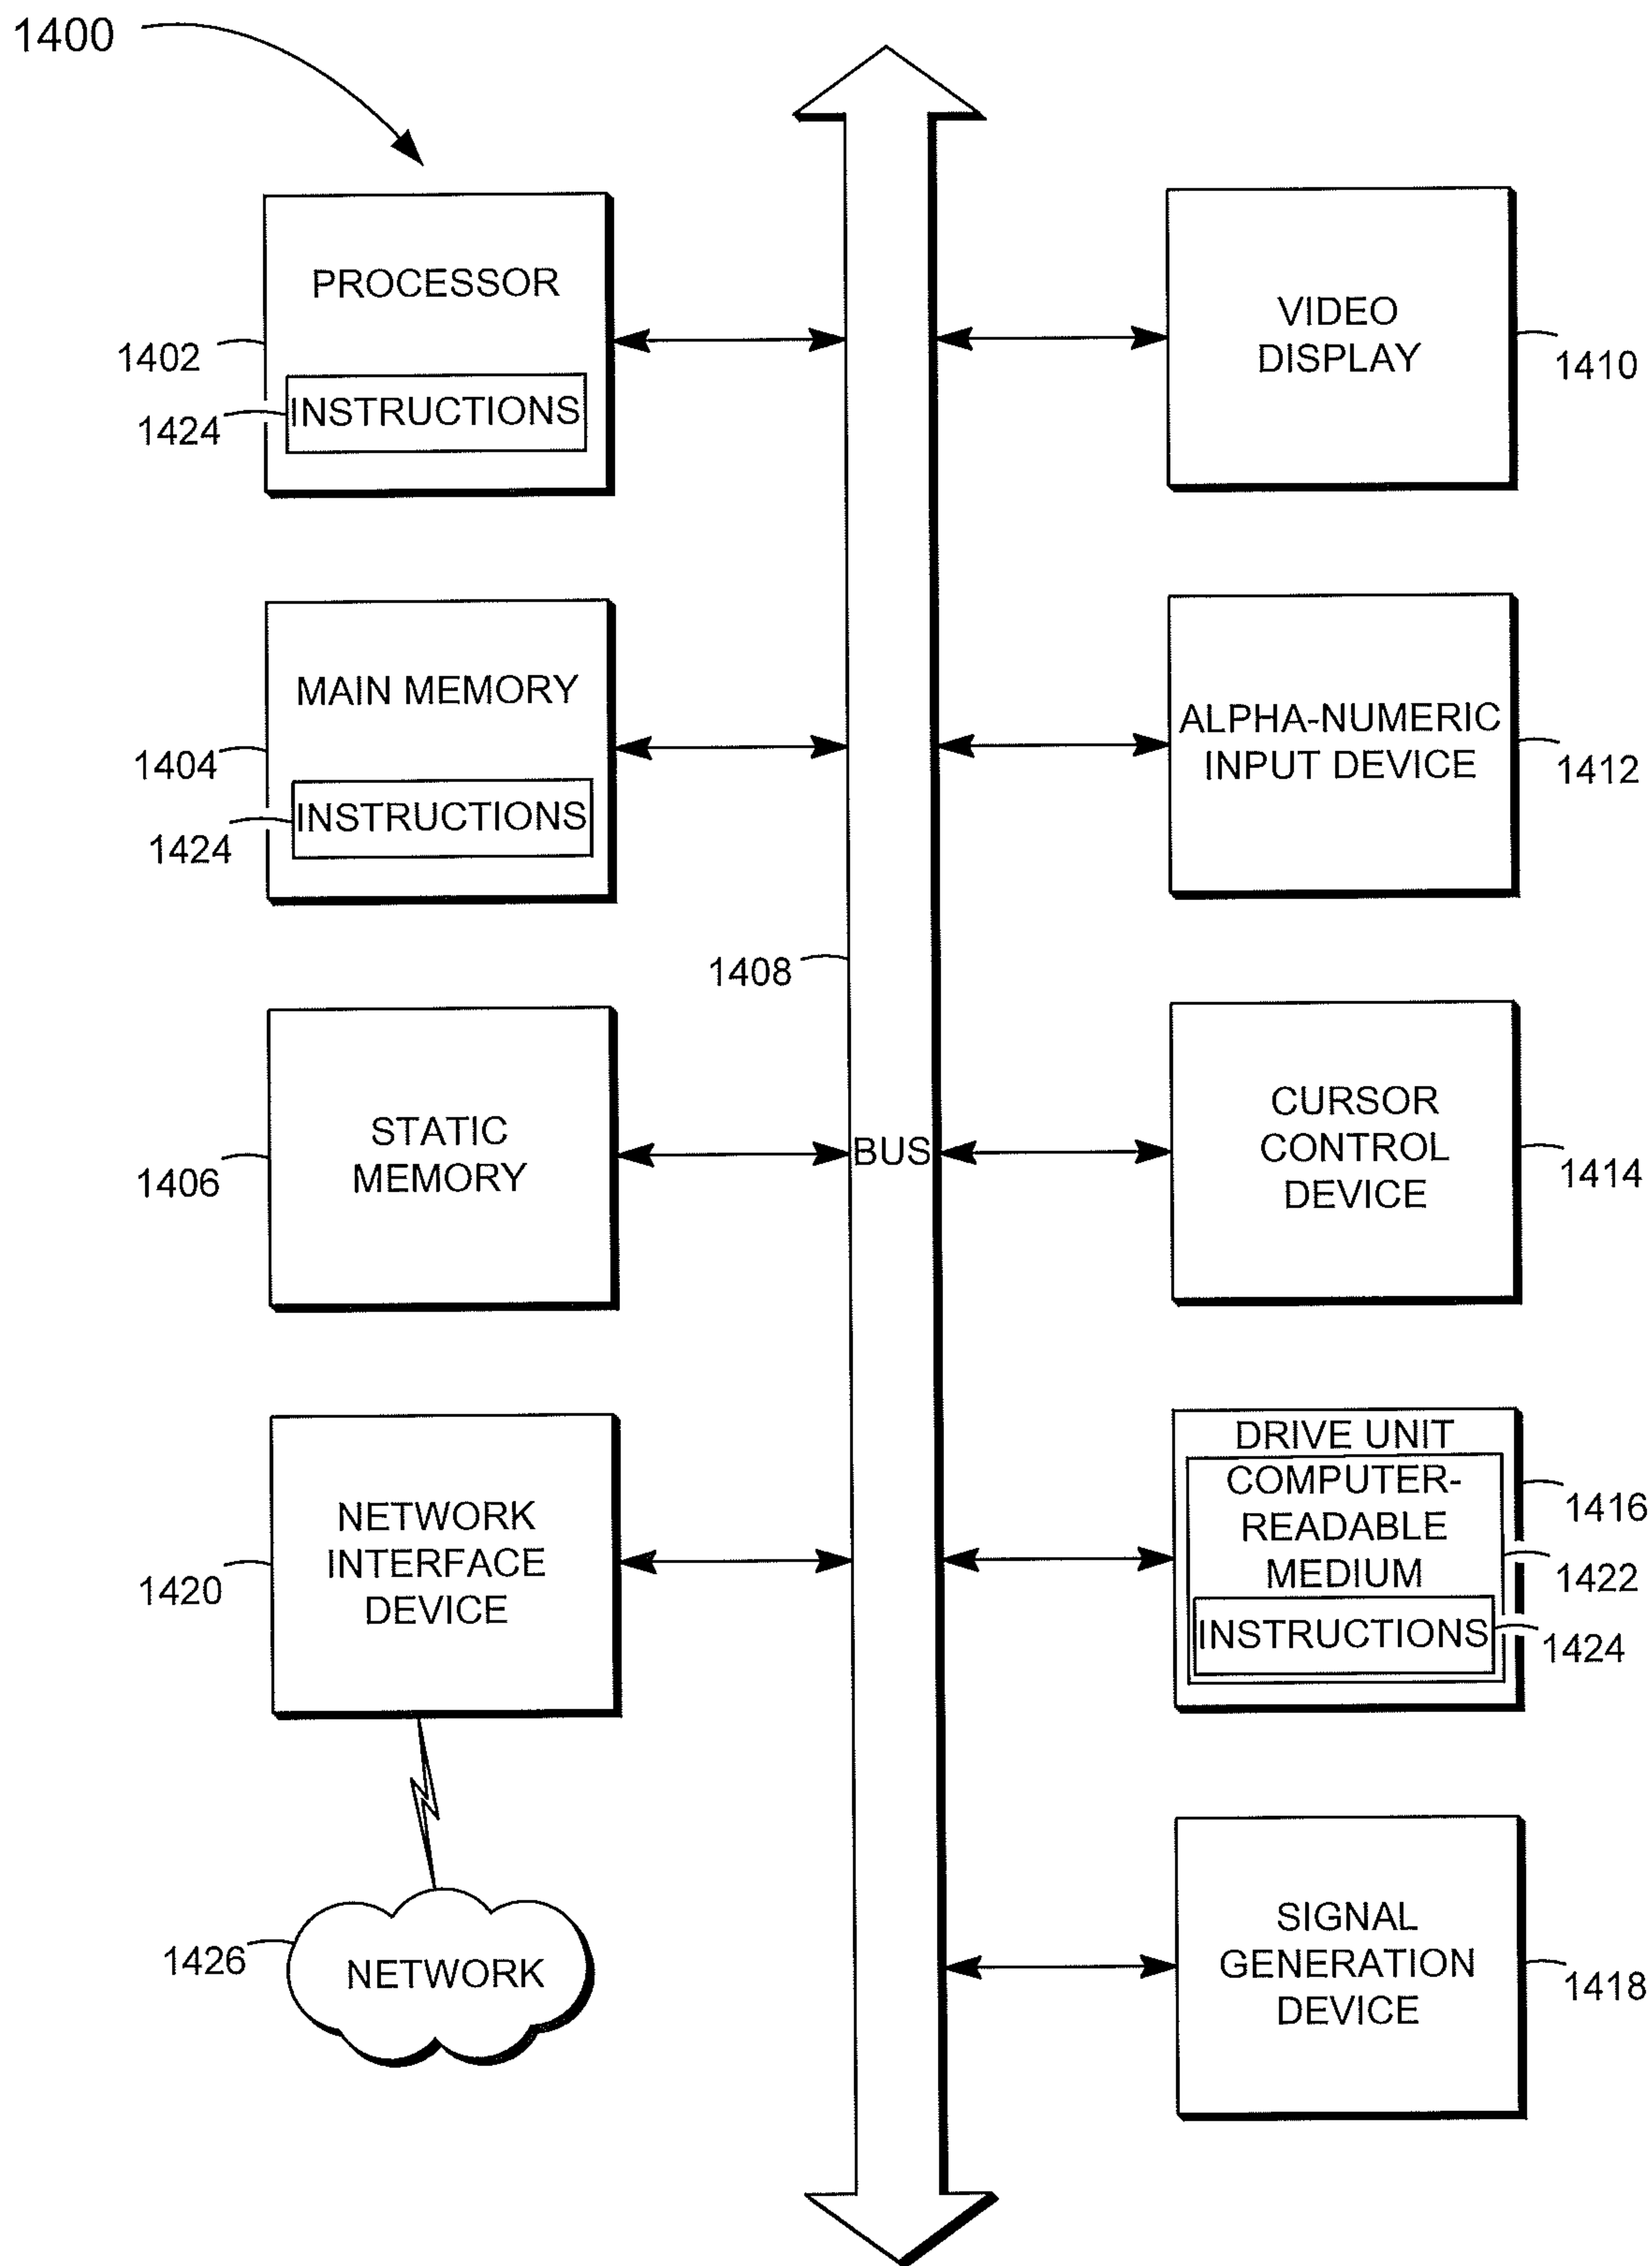 1400
PROCESSOR
1402
INSTRUCTIONS
1424
MAIN MEMORY
1404
INSTRUCTIONS
1424
STATIC
MEMORY
1406
NETWORK
INTERFACE
DEVICE
1420
1426
NETWORK
1408
BUS
VIDEO
DISPLAY
1410
ALPHA-NUMERIC
INPUT DEVICE
1412
CURSOR
CONTROL
DEVICE
1414
DRIVE UNIT
COMPUTER-
READABLE
MEDIUM
1416
1422
INSTRUCTIONS
1424
SIGNAL
GENERATION
DEVICE
1418